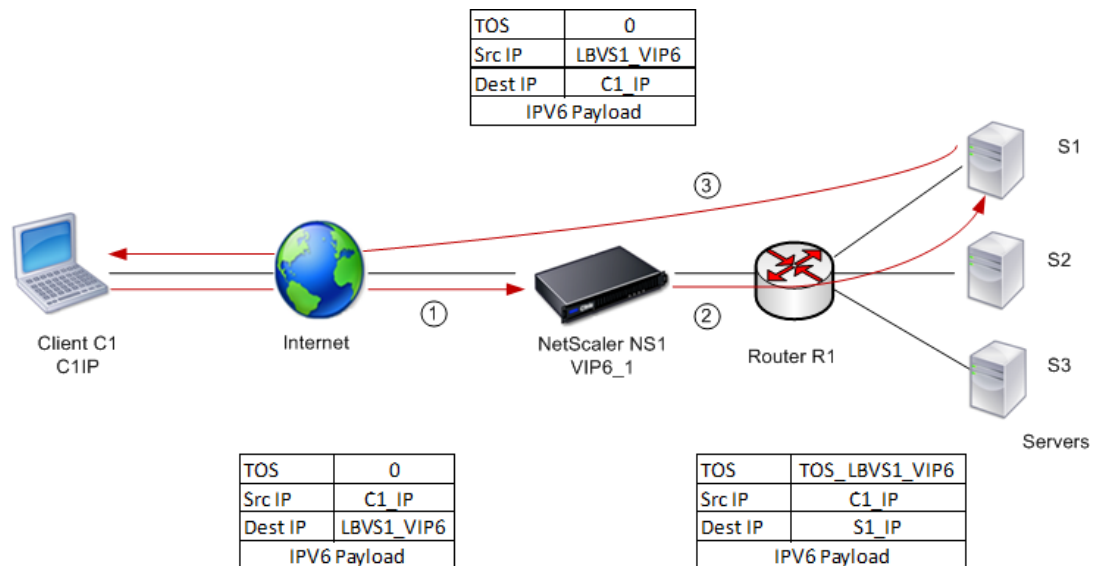 TOS 0
Src IP LBVS1_VIP6
Dest IP C1_IP
IPV6 Payload
S1
③
S2
①
②
Client C1
C1IP
Internet
NetScaler NS1
VIP6_1
Router R1
S3
Servers
TOS 0
Src IP C1_IP
Dest IP LBVS1_VIP6
IPV6 Payload
TOS TOS_LBVS1_VIP6
Src IP C1_IP
Dest IP S1_IP
IPV6 Payload